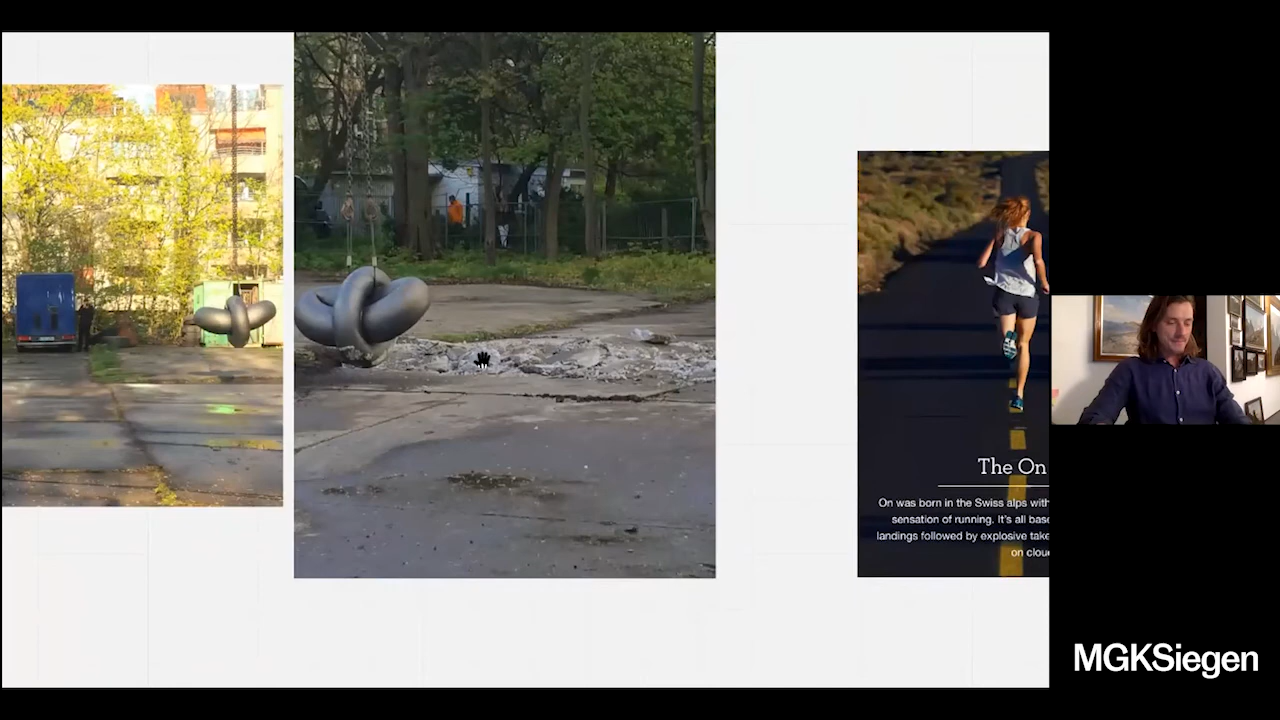 The On
On was born in the Swiss alps with
sensation of running. It's all base
landings followed by explosive take
on clou
MGKSiegen